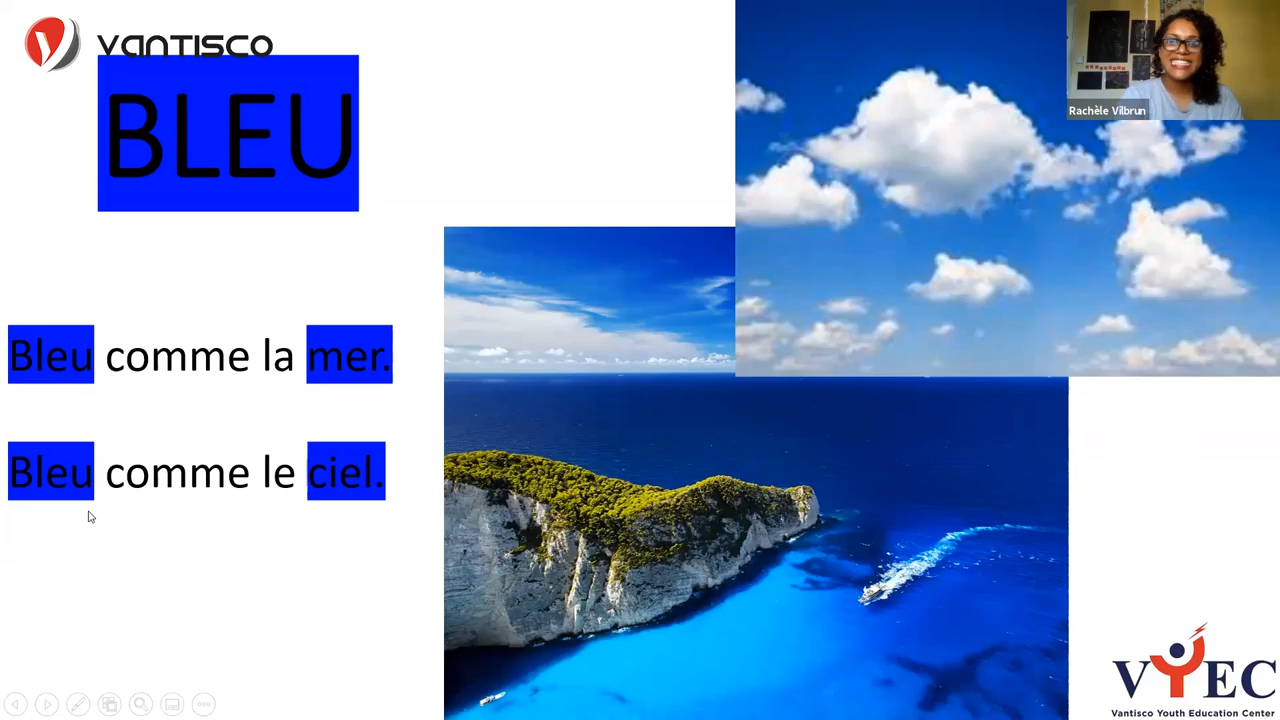 VANTISCO
BLEU
Bleu comme la mer.
Bleu comme le ciel.
Rachèle Vilbrun
VYEC
Vantisco Youth Education Center